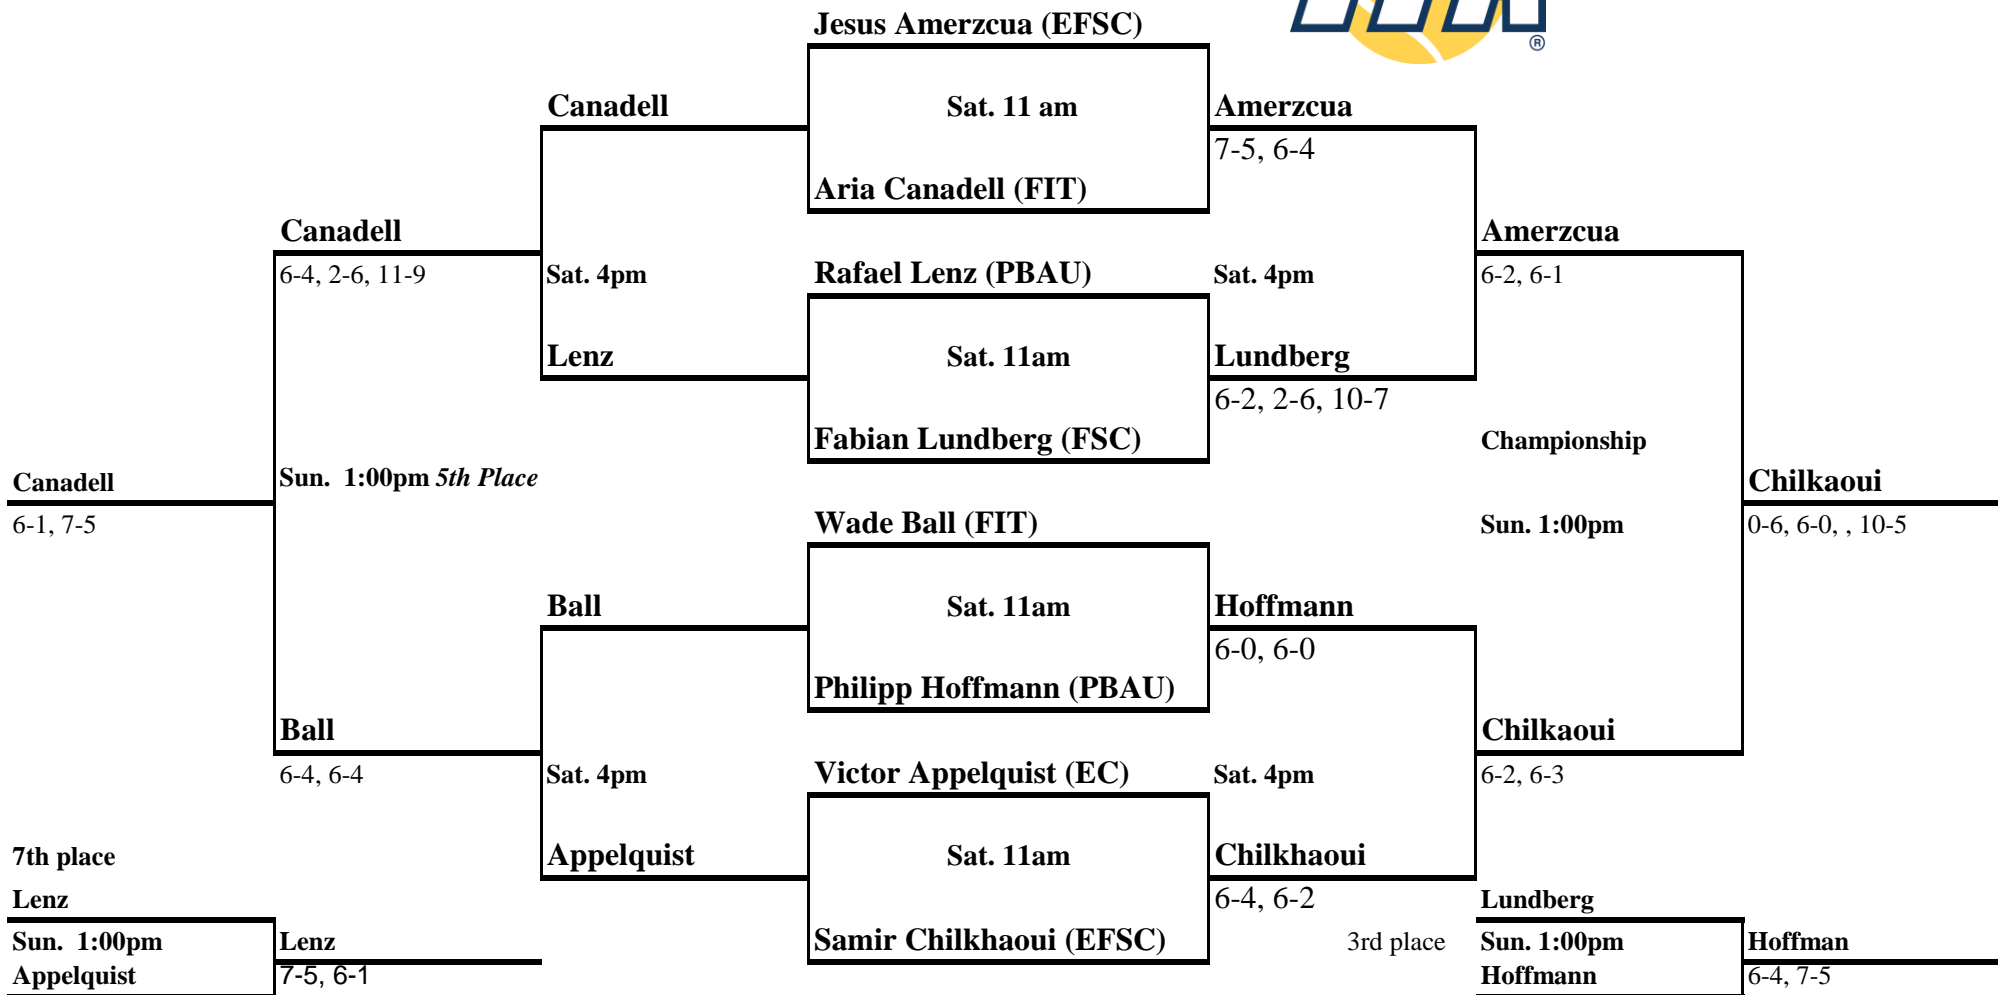 Jesus Amerzcua (EFSC)
®
Canadell
Sat. 11 am
Amerzcua
7-5, 6-4
Aria Canadell (FIT)
Canadell
Amerzcua
6-4, 2-6, 11-9
Sat. 4pm
Rafael Lenz (PBAU)
Sat. 4pm
6-2, 6-1
Lenz
Sat. 11am
Lundberg
6-2, 2-6, 10-7
Fabian Lundberg (FSC)
Championship
Canadell
Sun.  1:00pm 5th Place
Chilkaoui
6-1, 7-5
Wade Ball (FIT)
Sun. 1:00pm
0-6, 6-0, , 10-5
Ball
Sat. 11am
Hoffmann
6-0, 6-0
Philipp Hoffmann (PBAU)
Ball
Chilkaoui
6-4, 6-4
Sat. 4pm
Victor Appelquist (EC)
Sat. 4pm
6-2, 6-3
7th place
Appelquist
Sat. 11am
Chilkhaoui
Lenz
6-4, 6-2
Lundberg
Sun.  1:00pm
Lenz
Samir Chilkhaoui (EFSC)
3rd place
Sun. 1:00pm
Hoffman
Appelquist
7-5, 6-1
Hoffmann
6-4, 7-5